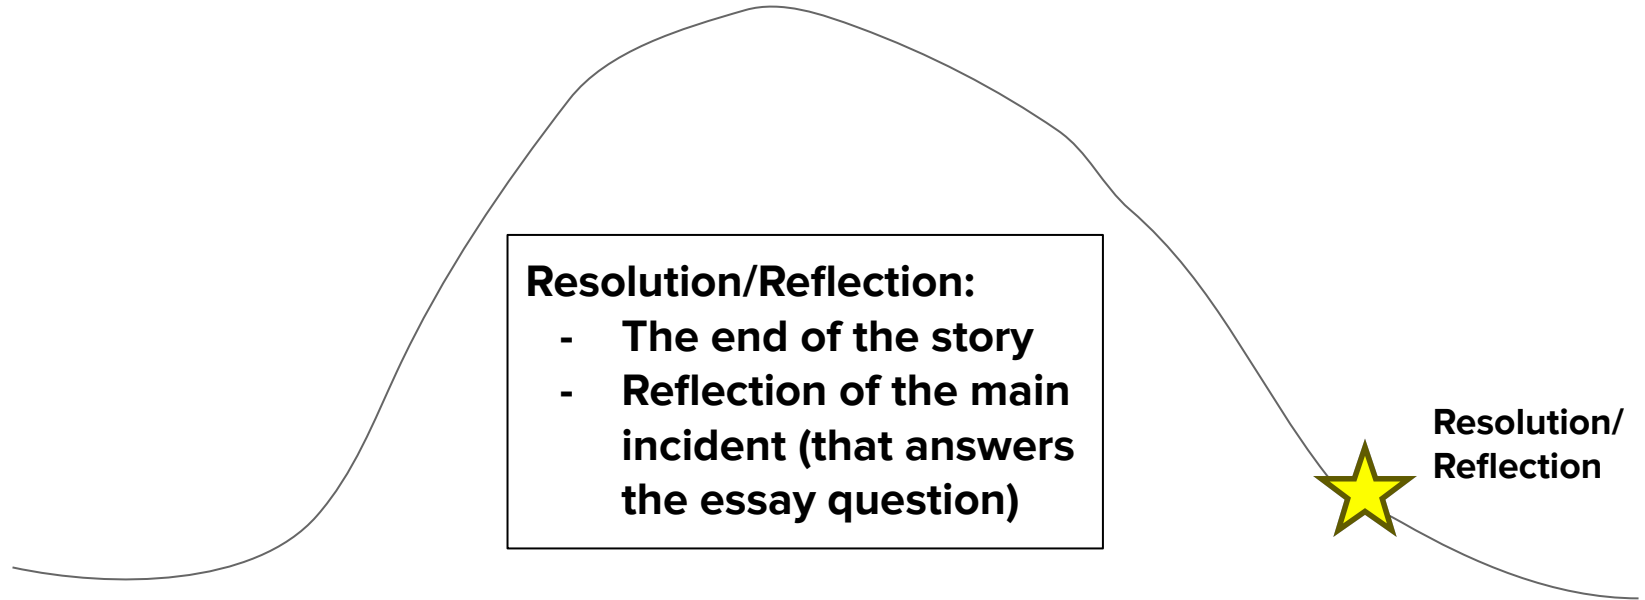 Resolution/Reflection:
- The end of the story
- Reflection of the main
incident (that answers
the essay question)
Resolution/
Reflection